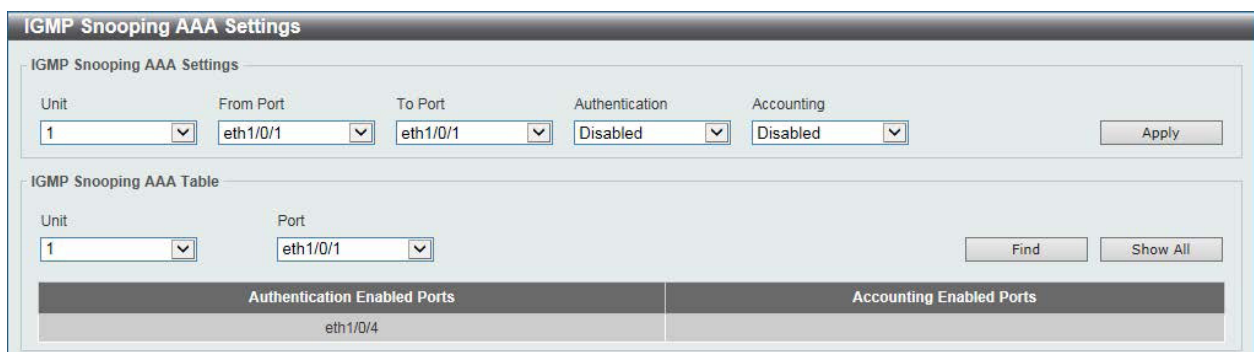 IGMP Snooping AAA Settings
IGMP Snooping AAA Settings
Unit From Port To Port Authentication Accounting
1 eth1/0/1 eth1/0/1 Disabled Disabled Apply
IGMP Snooping AAA Table
Unit Port
1 eth1/0/1 Find Show All
Authentication Enabled Ports Accounting Enabled Ports
eth1/0/4